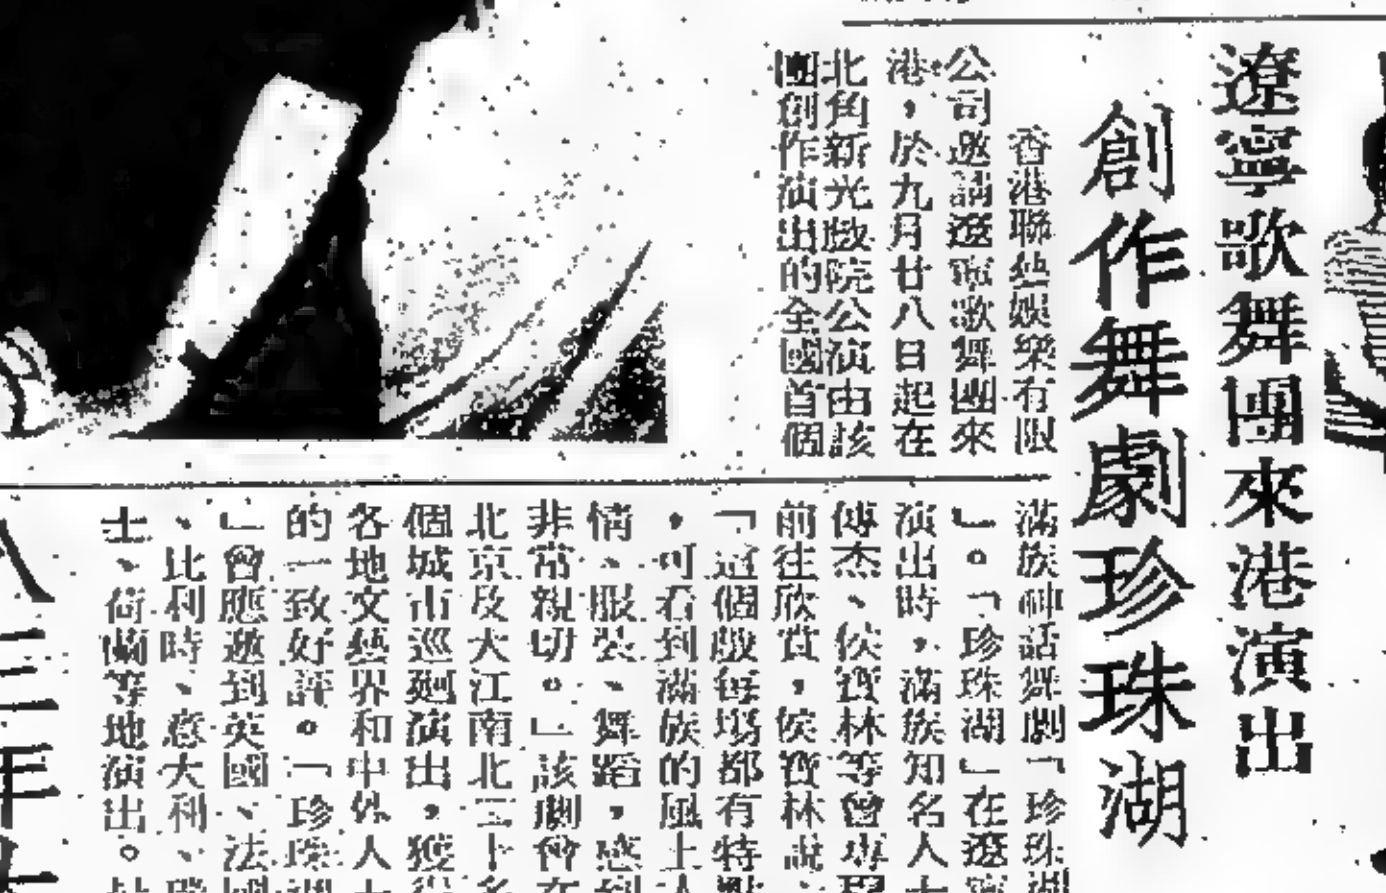 遼寧歌舞團來港演出
創作舞劇珍珠湖
香港聯藝娛樂有限
公司邀請遼寧歌舞團來
港，於九月廿八日起在
北角新光戲院公演由該
團創作演出的全國首個
滿族神話舞劇「珍珠湖
」。「珍珠湖」在遼寧
演出時，滿族知名人士
傅杰、侯寶林等曾專程
前往欣賞，侯寶林說：
「這個戲每場都有特點
，可看到滿族的風土人
情、服裝、舞蹈，感到
非常親切。」該劇曾在
北京及大江南北二十多
個城市巡廻演出，獲得
各地文藝界和中外人士
的一致好評。「珍珠湖
」曾應邀到英國、法國
、比利時、意大利、瑞
士、荷蘭等地演出。
八三年